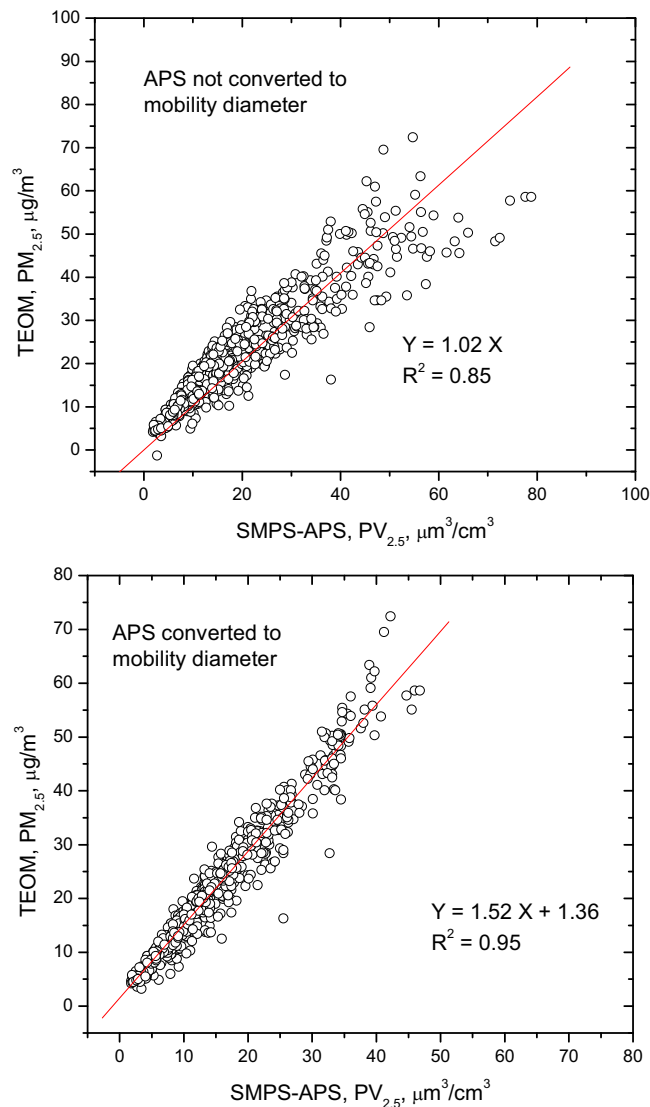 100
90
80
70
60
50
40
30
20
10
0
APS not converted to
mobility diameter
TEOM, PM2.5, μg/m³
Y = 1.02 X
R² = 0.85
0 20 40 60 80 100
SMPS-APS, PV2.5, μm³/cm³
80
70
60
50
40
30
20
10
0
APS converted to
mobility diameter
TEOM, PM2.5, μg/m³
Y = 1.52 X + 1.36
R² = 0.95
0 10 20 30 40 50 60 70 80
SMPS-APS, PV2.5, μm³/cm³